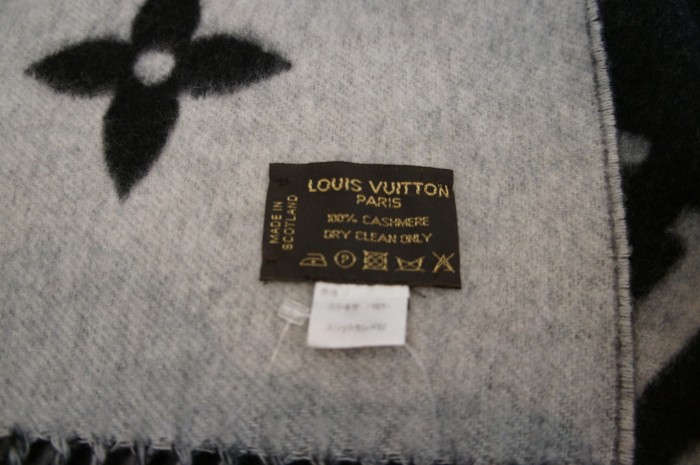 LOUIS VUITTON
PARIS
100% CASHMERE
DRY CLEAN ONLY
MADE IN
SCOTLAND